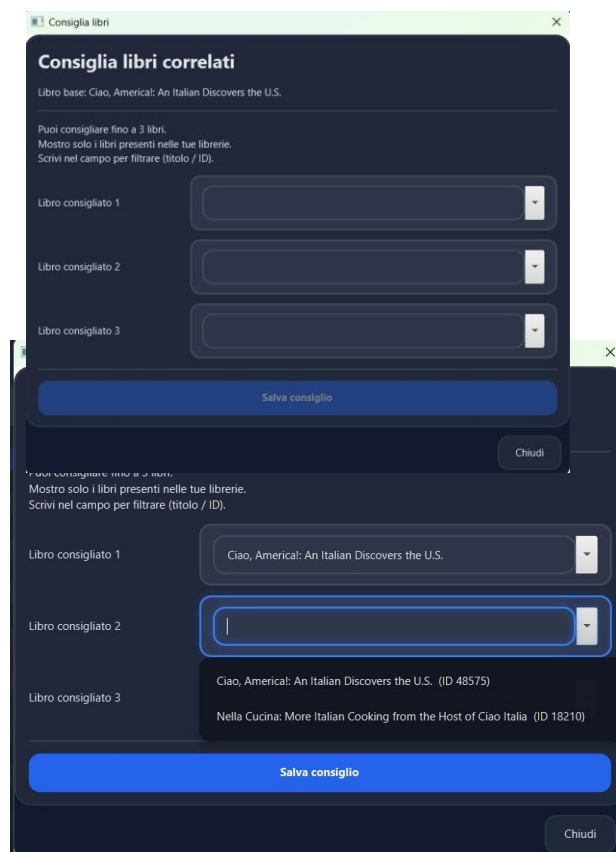 Consiglia libri
Consiglia libri correlati
Libro base: Ciao, America!: An Italian Discovers the U.S.
Puoi consigliare fino a 3 libri.
Mostro solo i libri presenti nelle tue librerie.
Scrivi nel campo per filtrare (titolo / ID).
Libro consigliato 1
Libro consigliato 2
Libro consigliato 3
Salva consiglio
Chiudi
Puoi consigliare fino a 3 libri.
Mostro solo i libri presenti nelle tue librerie.
Scrivi nel campo per filtrare (titolo / ID).
Libro consigliato 1
Ciao, America!: An Italian Discovers the U.S.
Libro consigliato 2
Ciao, America!: An Italian Discovers the U.S. (ID 48575)
Libro consigliato 3
Nella Cucina: More Italian Cooking from the Host of Ciao Italia (ID 18210)
Salva consiglio
Chiudi